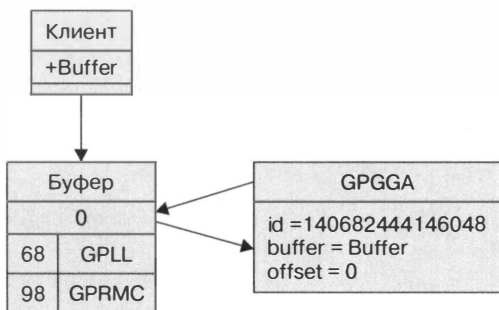 Клиент
+Buffer
Буфер
0
68 GPLL
98 GPRMC
GPGGA
id =140682444146048
buffer = Buffer
offset = 0